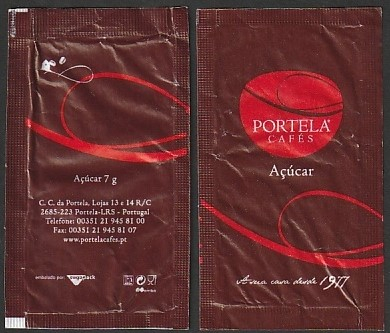 Açúcar 7 g
C. C. da Portela, Lojas 13 e 14 R/C
2685-223 Portela-LRS - Portugal
Telefone: 00351 21 945 81 00
Fax: 00351 21 945 81 07
www.portelacafes.pt
embalado por:
PORTELA
CAFÉS
Açúcar
A sua casa desde 1977